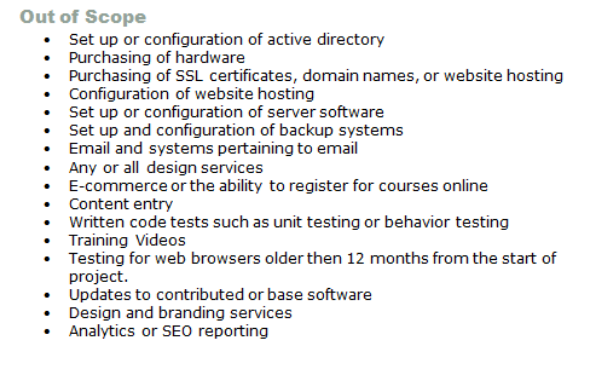 Out of Scope
• Set up or configuration of active directory
• Purchasing of hardware
• Purchasing of SSL certificates, domain names, or website hosting
• Configuration of website hosting
• Set up or configuration of server software
• Set up and configuration of backup systems
• Email and systems pertaining to email
• Any or all design services
• E-commerce or the ability to register for courses online
• Content entry
• Written code tests such as unit testing or behavior testing
• Training Videos
• Testing for web browsers older then 12 months from the start of
project.
• Updates to contributed or base software
• Design and branding services
• Analytics or SEO reporting